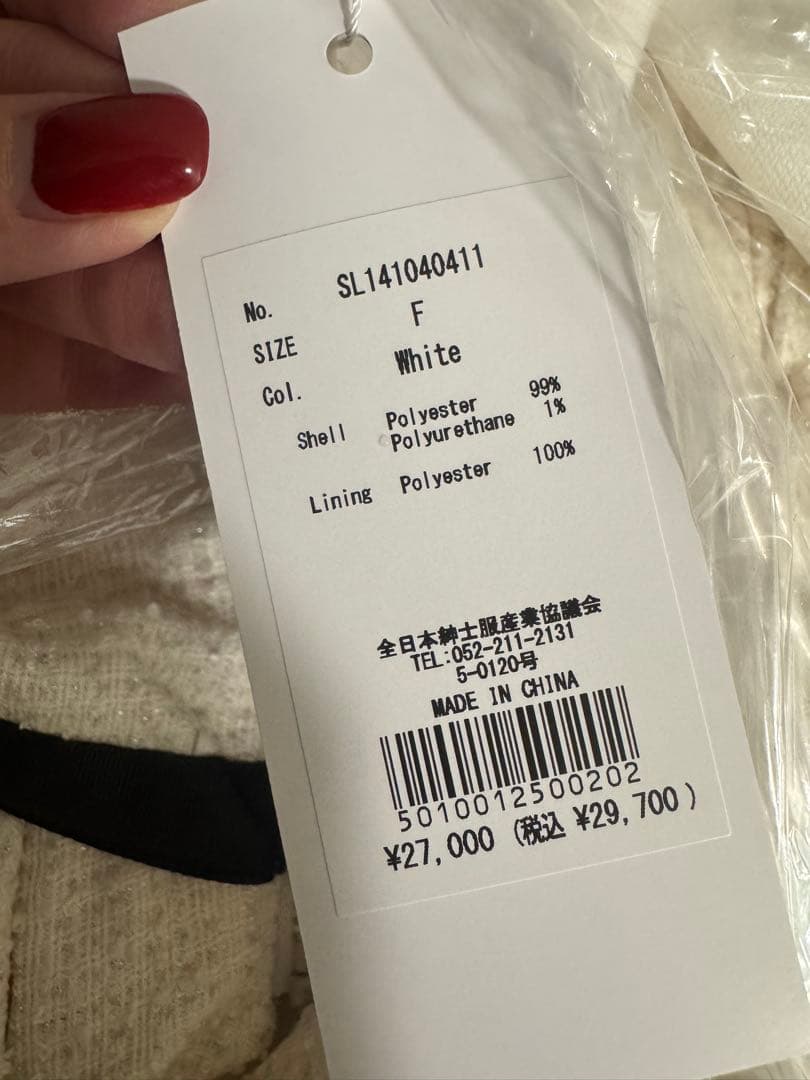 No. SL141040411
SIZE F
Col. White
Shell Polyester 99%
Polyurethane 1%
Lining Polyester 100%
全日本紳士服産業協議会
TEL:052-211-2131
5-0120号
MADE IN CHINA
5010012500202
¥27,000 (税込 ¥29,700)